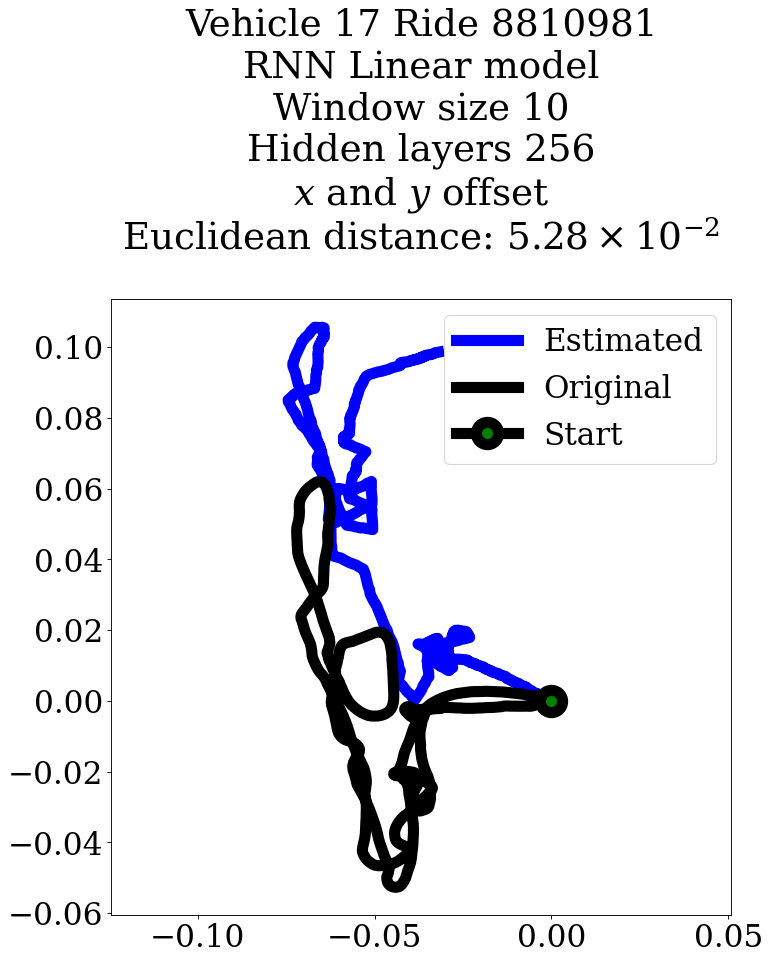 Vehicle 17 Ride 8810981
RNN Linear model
Window size 10
Hidden layers 256
x and y offset
Euclidean distance: 5.28 × 10⁻²
Estimated
Original
Start
0.10
0.08
0.06
0.04
0.02
0.00
−0.02
−0.04
−0.06
−0.10 −0.05 0.00 0.05